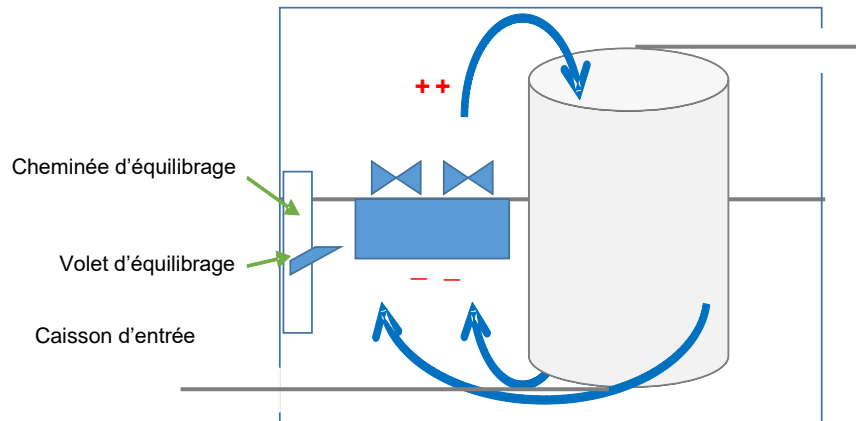 ++
Cheminée d’équilibrage
Volet d’équilibrage
— —
Caisson d’entrée